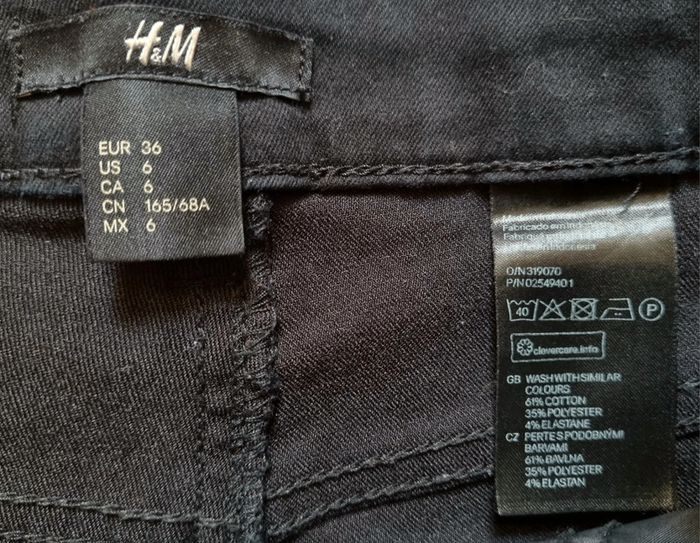 H&M
EUR 36
US 6
CA 6
CN 165/68A
MX 6
Fabricado em Ind
Indonesia
O/N 319070
P/N 02549401
40
P
clevercare.info
GB WASH WITH SIMILAR
COLOURS
61% COTTON
35% POLYESTER
4% ELASTANE
CZ PERTE S PODOBNÝMI
BARVAMI
61% BAVLNA
35% POLYESTER
4% ELASTAN